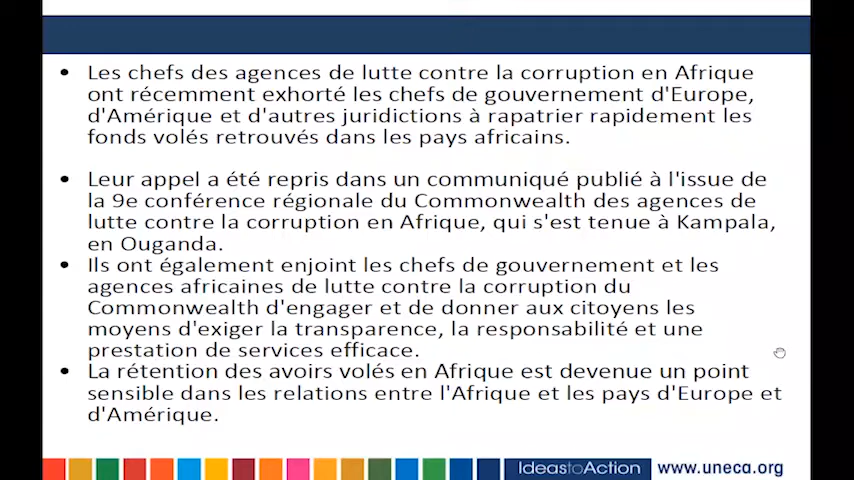 • Les chefs des agences de lutte contre la corruption en Afrique
ont récemment exhorté les chefs de gouvernement d'Europe,
d'Amérique et d'autres juridictions à rapatrier rapidement les
fonds volés retrouvés dans les pays africains.
• Leur appel a été repris dans un communiqué publié à l'issue de
la 9e conférence régionale du Commonwealth des agences de
lutte contre la corruption en Afrique, qui s'est tenue à Kampala,
en Ouganda.
• Ils ont également enjoint les chefs de gouvernement et les
agences africaines de lutte contre la corruption du
Commonwealth d'engager et de donner aux citoyens les
moyens d'exiger la transparence, la responsabilité et une
prestation de services efficace.
• La rétention des avoirs volés en Afrique est devenue un point
sensible dans les relations entre l'Afrique et les pays d'Europe et
d'Amérique.
IdeastoAction www.uneca.org